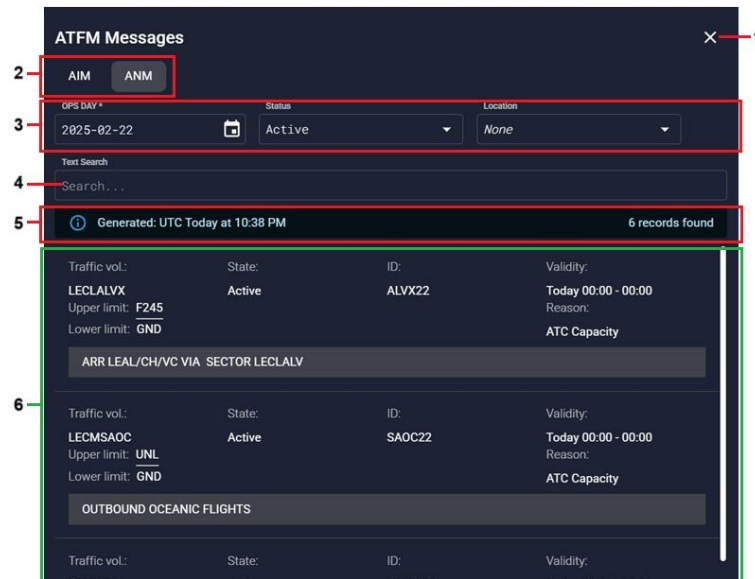 ATFM Messages
2
AIM ANM
3
OPS DAY * Status Location
2025-02-22 Active None
Text Search
4
Search...
5
Generated: UTC Today at 10:38 PM 6 records found
Traffic vol.: State: ID: Validity:
LECLALVX Active ALVX22 Today 00:00 - 00:00
Upper limit: F245 Reason:
Lower limit: GND ATC Capacity
ARR LEAL/CH/VC VIA SECTOR LECLALV
6
Traffic vol.: State: ID: Validity:
LECMSAOC Active SAOC22 Today 00:00 - 00:00
Upper limit: UNL Reason:
Lower limit: GND ATC Capacity
OUTBOUND OCEANIC FLIGHTS
Traffic vol.: State: ID: Validity: